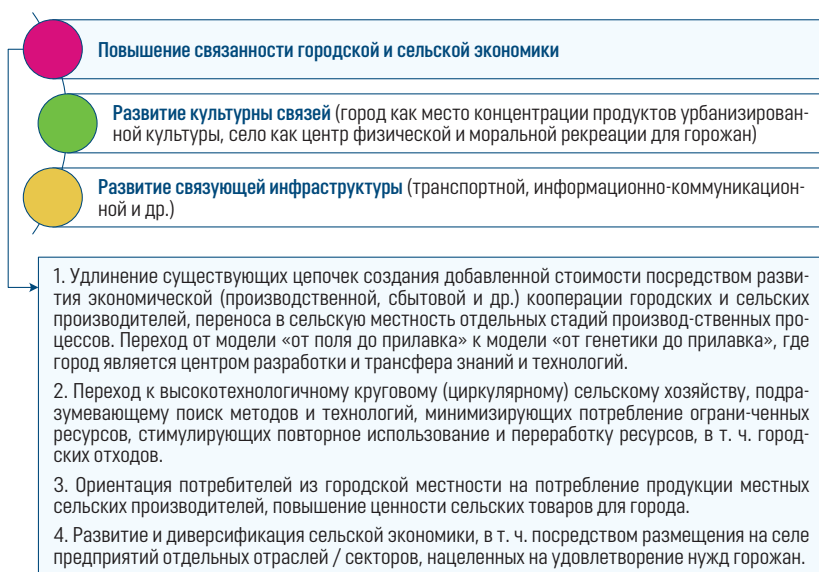 Повышение связанности городской и сельской экономики
Развитие культурны связей (город как место концентрации продуктов урбанизирован-
ной культуры, село как центр физической и моральной рекреации для горожан)
Развитие связующей инфраструктуры (транспортной, информационно-коммуникацион-
ной и др.)
1. Удлинение существующих цепочек создания добавленной стоимости посредством разви-
тия экономической (производственной, сбытовой и др.) кооперации городских и сельских
производителей, переноса в сельскую местность отдельных стадий производ-ственных про-
цессов. Переход от модели «от поля до прилавка» к модели «от генетики до прилавка», где
город является центром разработки и трансфера знаний и технологий.
2. Переход к высокотехнологичному круговому (циркулярному) сельскому хозяйству, подра-
зумевающему поиск методов и технологий, минимизирующих потребление ограни-ченных
ресурсов, стимулирующих повторное использование и переработку ресурсов, в т. ч. город-
ских отходов.
3. Ориентация потребителей из городской местности на потребление продукции местных
сельских производителей, повышение ценности сельских товаров для города.
4. Развитие и диверсификация сельской экономики, в т. ч. посредством размещения на селе
предприятий отдельных отраслей / секторов, нацеленных на удовлетворение нужд горожан.